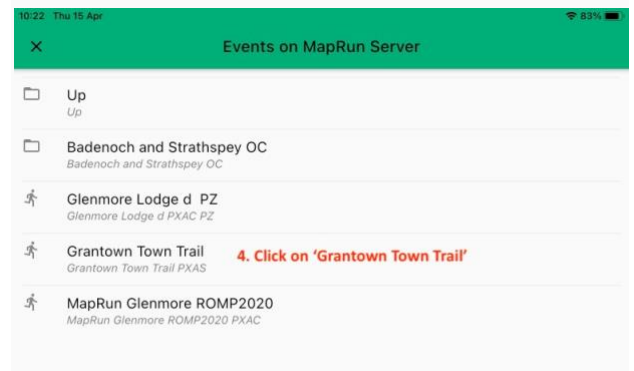 10:22 Thu 15 Apr 83%
Events on MapRun Server
Up
Up
Badenoch and Strathspey OC
Badenoch and Strathspey OC
Glenmore Lodge d PZ
Glenmore Lodge d PXAC PZ
Grantown Town Trail 4. Click on ‘Grantown Town Trail’
Grantown Town Trail PXAS
MapRun Glenmore ROMP2020
MapRun Glenmore ROMP2020 PXAC